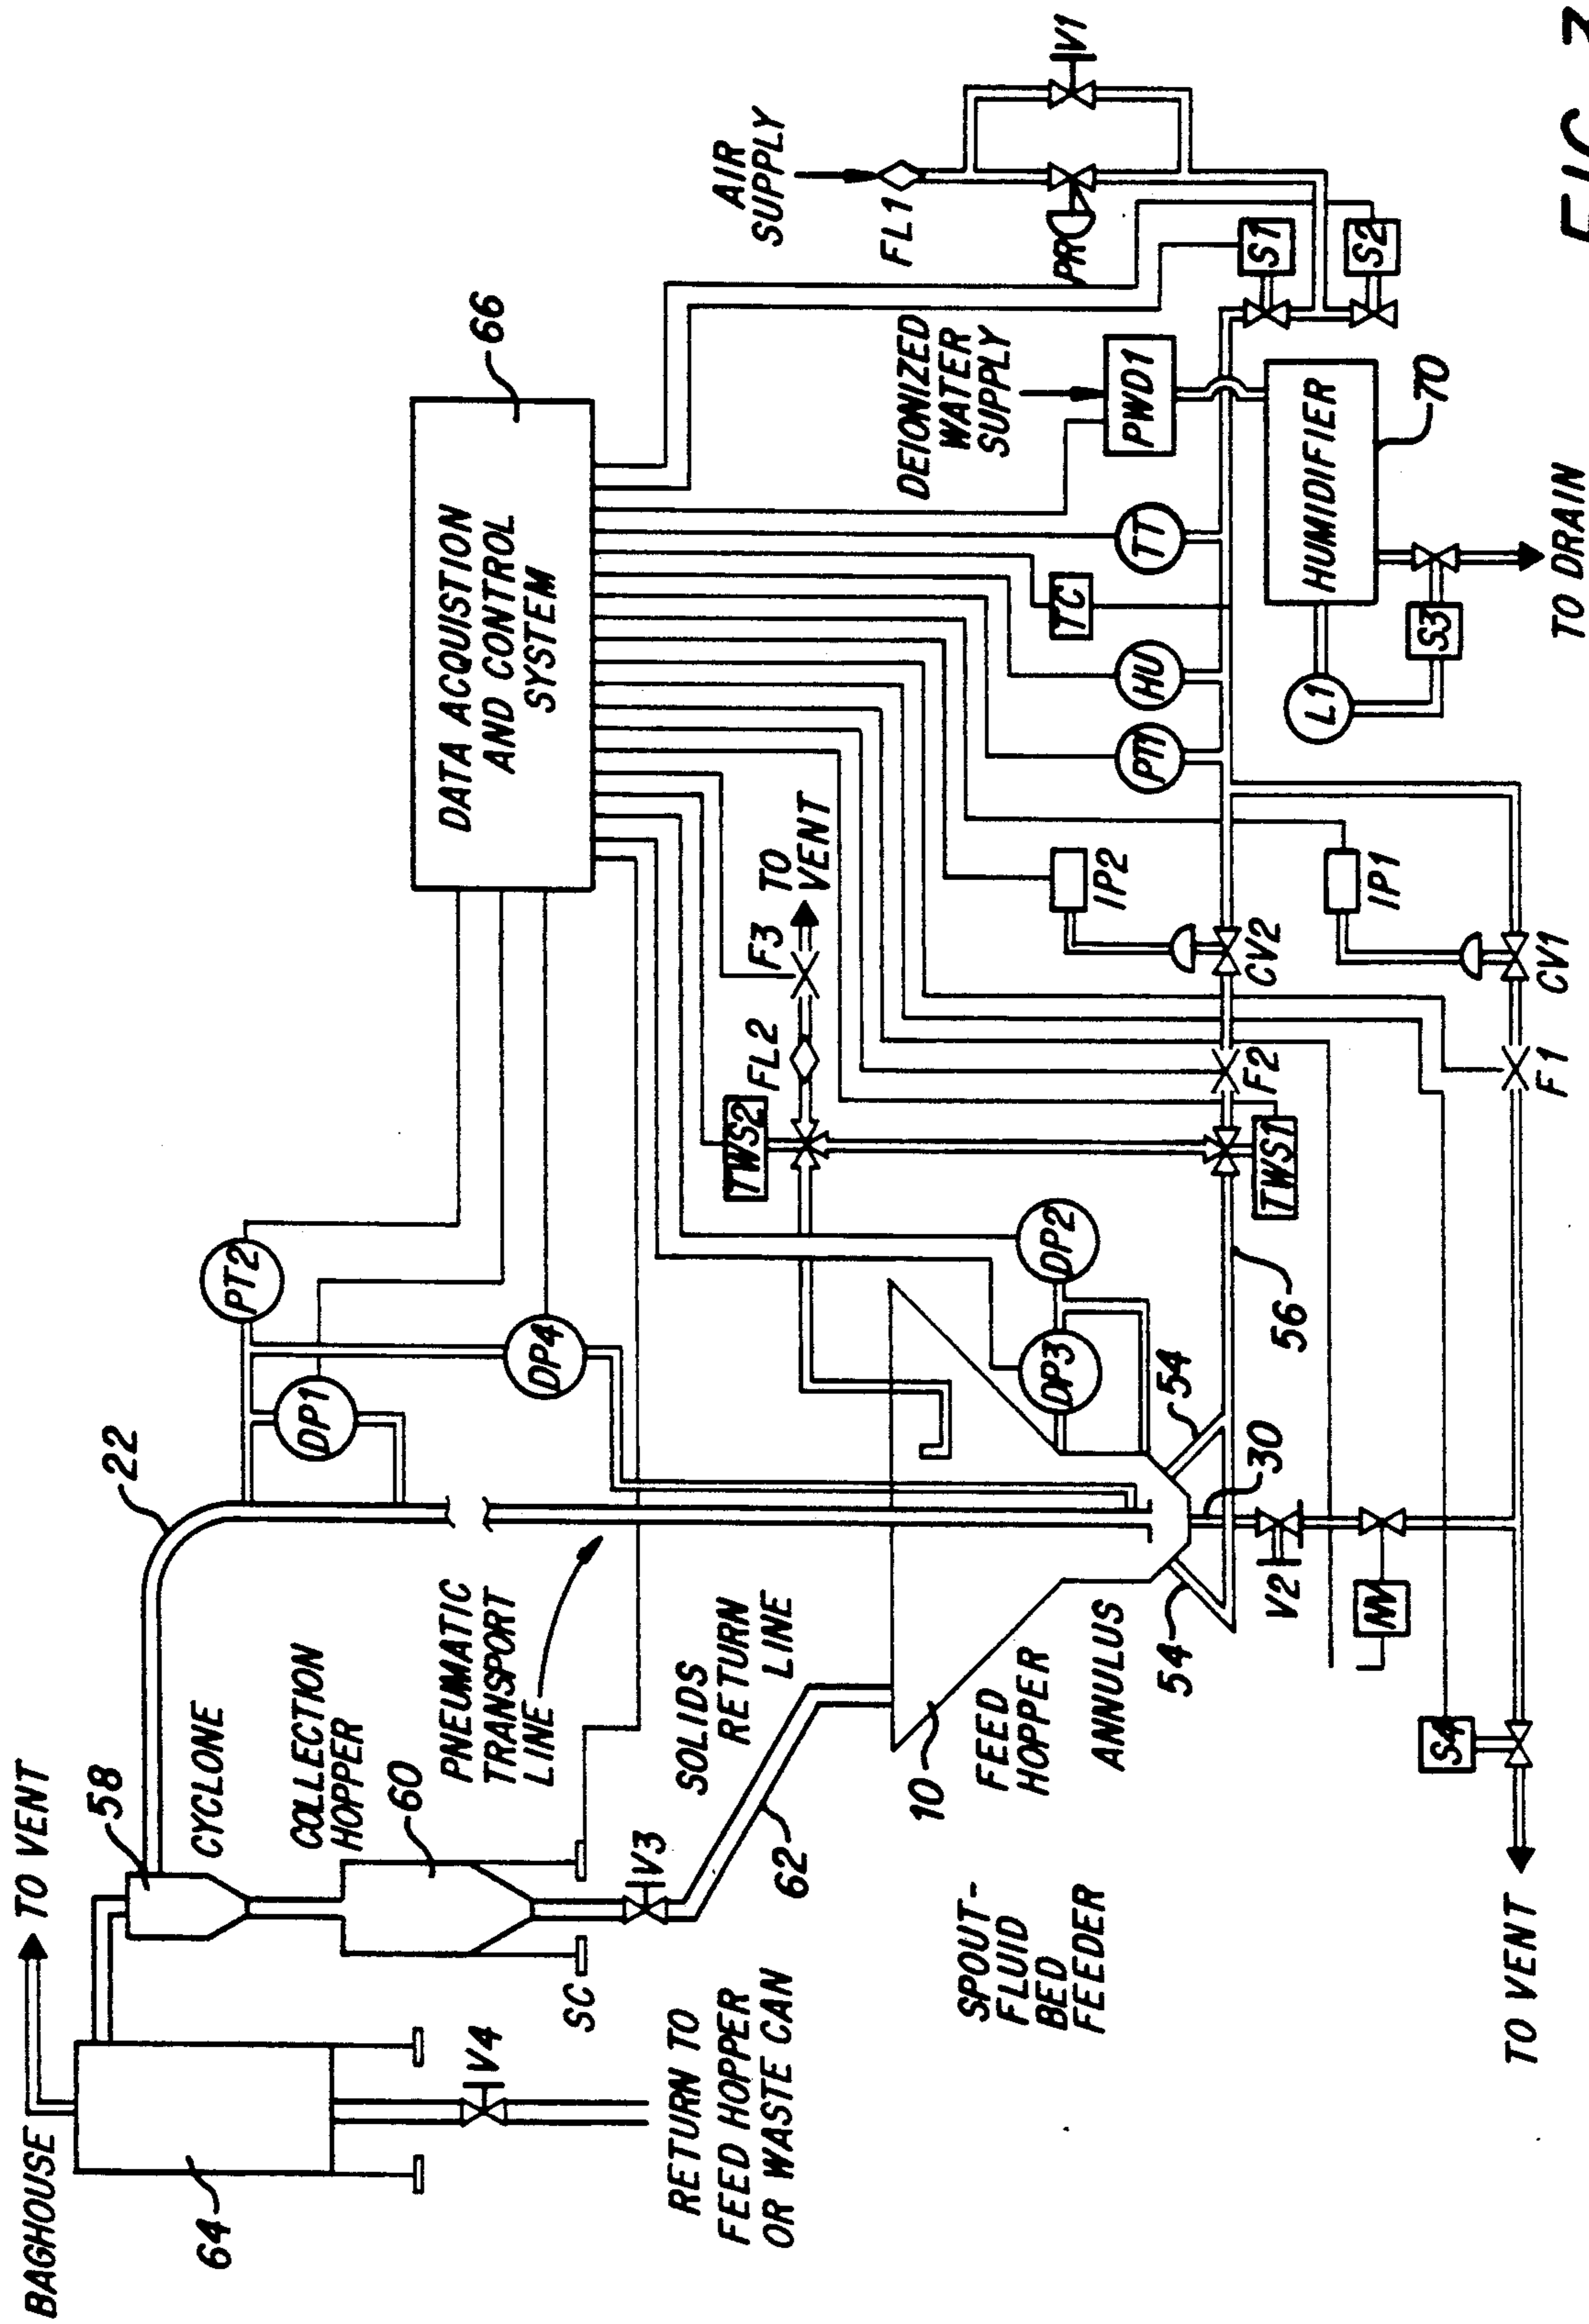 BAGHOUSE
TO VENT
64
V4
RETURN TO
FEED HOPPER
OR WASTE CAN
58
CYCLONE
COLLECTION
HOPPER
60
SC
V3
62
SOLIDS
RETURN
LINE
PNEUMATIC
TRANSPORT
LINE
22
DP1
PT2
DP4
DATA ACQUISTION
AND CONTROL
SYSTEM
66
SPOUT-
FLUID
BED
FEEDER
10
FEED
HOPPER
ANNULUS
54
54
30
56
DP3
DP2
TWS2
TWS1
FL2
F3
TO
VENT
F2
CV2
IP2
IP1
CV1
F1
V2
NV
S4
TO VENT
PT1
HU
TC
TT
DEIONIZED
WATER
SUPPLY
PWD1
HUMIDIFIER
70
L1
S3
TO DRAIN
AIR
SUPPLY
FL1
PR
V1
S1
S2
FIG. 3